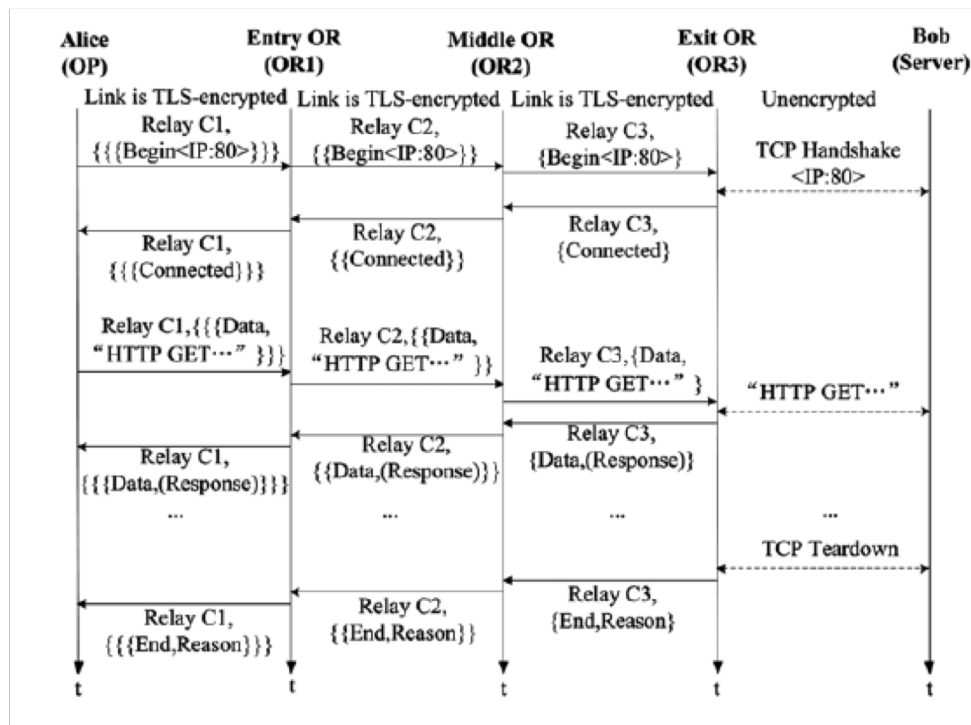 Alice
(OP)
Entry OR
(OR1)
Middle OR
(OR2)
Exit OR
(OR3)
Bob
(Server)
Link is TLS-encrypted
Link is TLS-encrypted
Link is TLS-encrypted
Unencrypted
Relay C1,
{{{Begin<IP:80>}}}
Relay C2,
{{Begin<IP:80>}}
Relay C3,
{Begin<IP:80>}
TCP Handshake
<IP:80>
Relay C1,
{{{Connected}}}
Relay C2,
{{Connected}}
Relay C3,
{Connected}
Relay C1,{{{Data,
“HTTP GET···” }}}
Relay C2,{{Data,
“HTTP GET···” }}
Relay C3,{Data,
“HTTP GET···” }
“HTTP GET···”
Relay C1,
{{{Data,(Response)}}}
Relay C2,
{{Data,(Response)}}
Relay C3,
{Data,(Response)}
...
...
...
...
TCP Teardown
Relay C1,
{{{End,Reason}}}
Relay C2,
{{End,Reason}}
Relay C3,
{End,Reason}
t
t
t
t
t